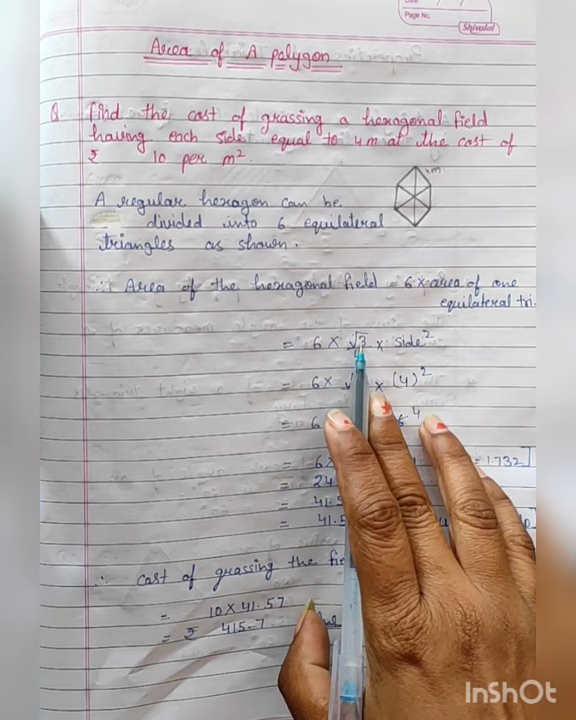 Page No.
Shivalal
Area of A polygon
Q. Find the cost of grassing a hexagonal field
having each side equal to 4 m at the cost of
₹ 10 per m²
A regular hexagon can be
divided into 6 equilateral
triangles as shown.
∴ Area of the hexagonal field = 6 × area of one
equilateral tri.
= 6 × √3 × side²
= 6 × √ × (4)²
= 6
= 6× = 1.732]
= 24
= 41.5
= 41.5
∴ cost of grassing the
= 10 × 41.57
= ₹ 415.7
InShOt